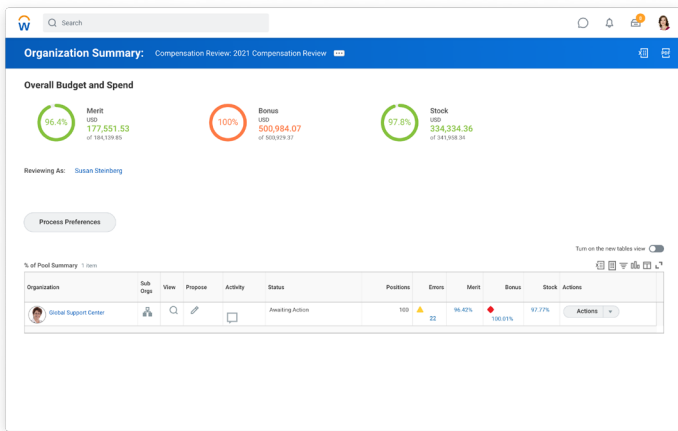 W
Search
8
Organization Summary: Compensation Review: 2021 Compensation Review
PDF
Overall Budget and Spend
96.4%
Merit
USD
177,551.53
of 184,139.85
100%
Bonus
USD
500,984.07
of 500,929.37
97.8%
Stock
USD
334,334.36
of 341,958.34
Reviewing As: Susan Steinberg
Process Preferences
Turn on the new tables view
% of Pool Summary 1 item
Organization Sub Orgs View Propose Activity Status Positions Errors Merit Bonus Stock Actions
Global Support Center Awaiting Action 103 22 96.42% 100.01% 97.77% Actions